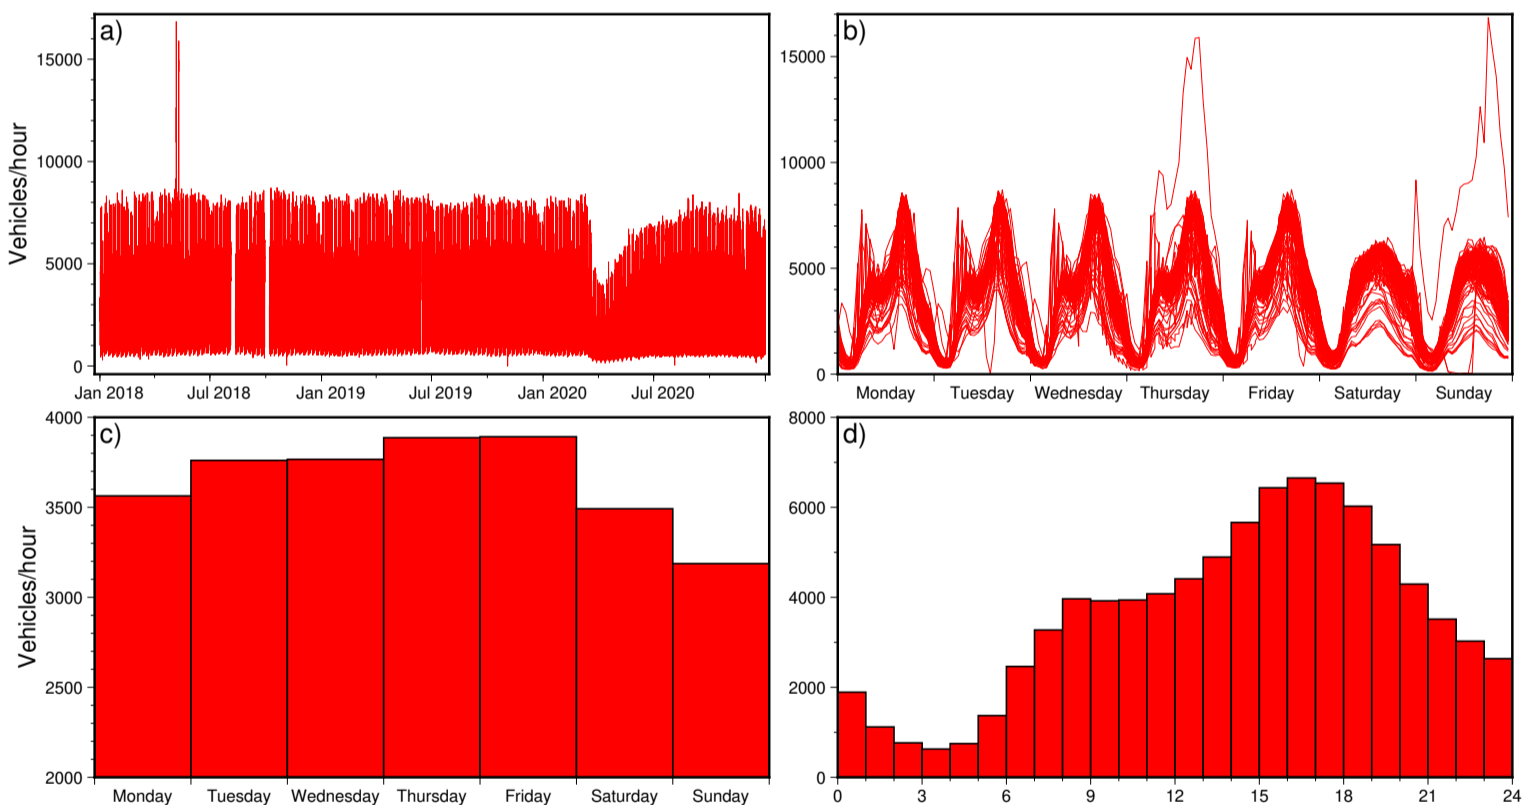 a)
Vehicles/hour
15000
10000
5000
0
Jan 2018 Jul 2018 Jan 2019 Jul 2019 Jan 2020 Jul 2020
b)
15000
10000
5000
0
Monday Tuesday Wednesday Thursday Friday Saturday Sunday
c)
Vehicles/hour
4000
3500
3000
2500
2000
Monday Tuesday Wednesday Thursday Friday Saturday Sunday
d)
8000
6000
4000
2000
0
0 3 6 9 12 15 18 21 24